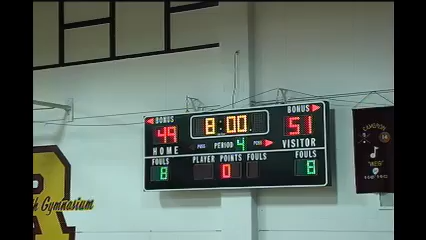 BONUS BONUS
49 8:00 51
HOME POSS PERIOD 4 POSS VISITOR
FOULS PLAYER POINTS FOULS FOULS
8 0 8
R
Gymnasium
CAMERON